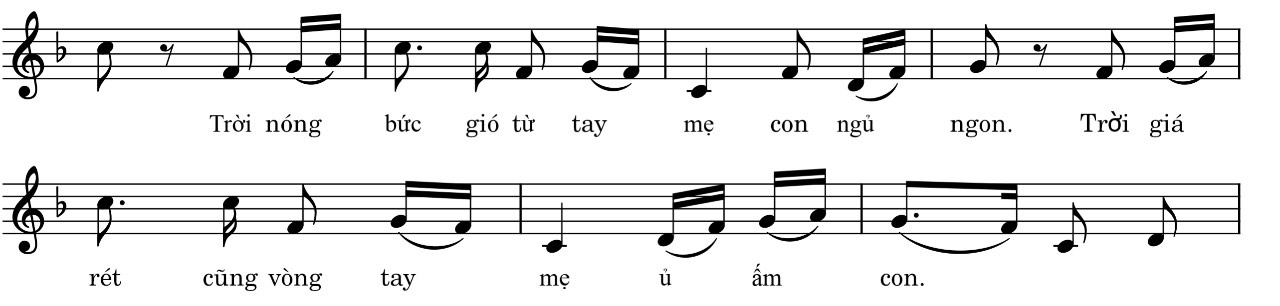 Trời nóng bức gió từ tay mẹ con ngủ ngon. Trời giá
rét cũng vòng tay mẹ ủ ấm con.